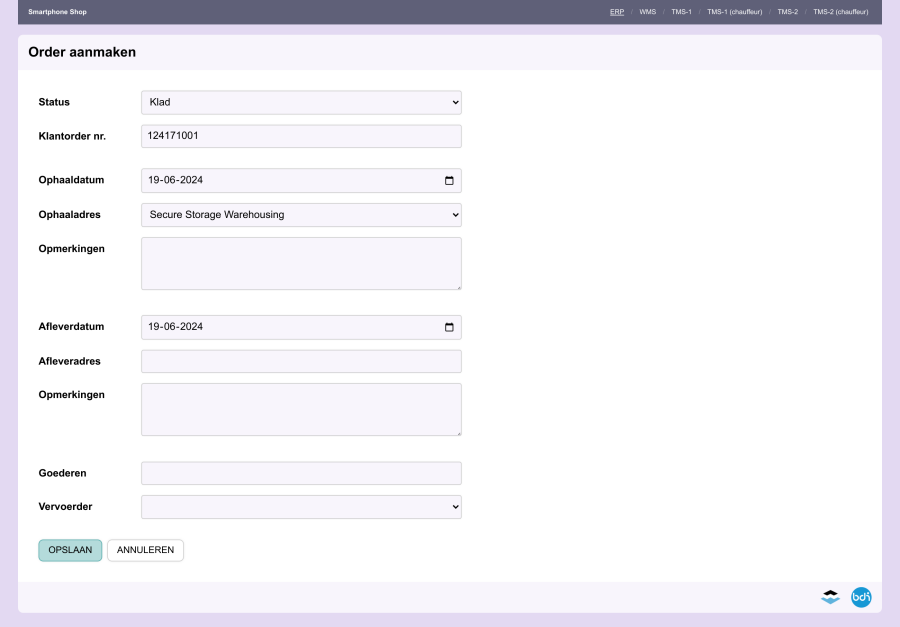 Smartphone Shop
ERP / WMS / TMS-1 / TMS-1 (chauffeur) / TMS-2 / TMS-2 (chauffeur)
Order aanmaken
Status Klad
Klantorder nr. 124171001
Ophaaldatum 19-06-2024
Ophaaladres Secure Storage Warehousing
Opmerkingen
Afleverdatum 19-06-2024
Afleveradres
Opmerkingen
Goederen
Vervoerder
OPSLAAN ANNULEREN
bdi